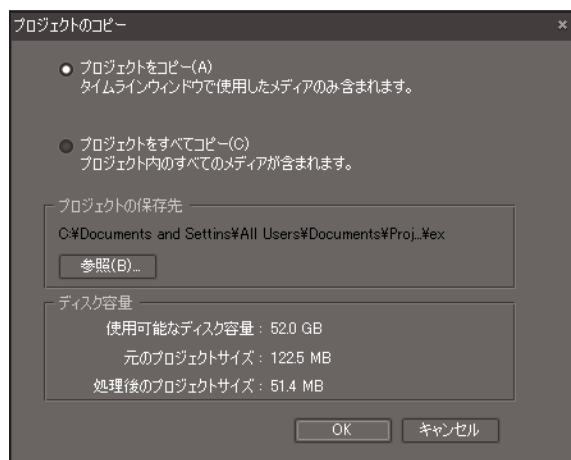 プロジェクトのコピー
プロジェクトをコピー(A)
タイムラインウィンドウで使用したメディアのみ含まれます。
プロジェクトをすべてコピー(C)
プロジェクト内のすべてのメディアが含まれます。
プロジェクトの保存先
C:¥Documents and Settins¥All Users¥Documents¥Proj...¥ex
参照(B)...
ディスク容量
使用可能なディスク容量 : 52.0 GB
元のプロジェクトサイズ : 122.5 MB
処理後のプロジェクトサイズ : 51.4 MB
OK キャンセル